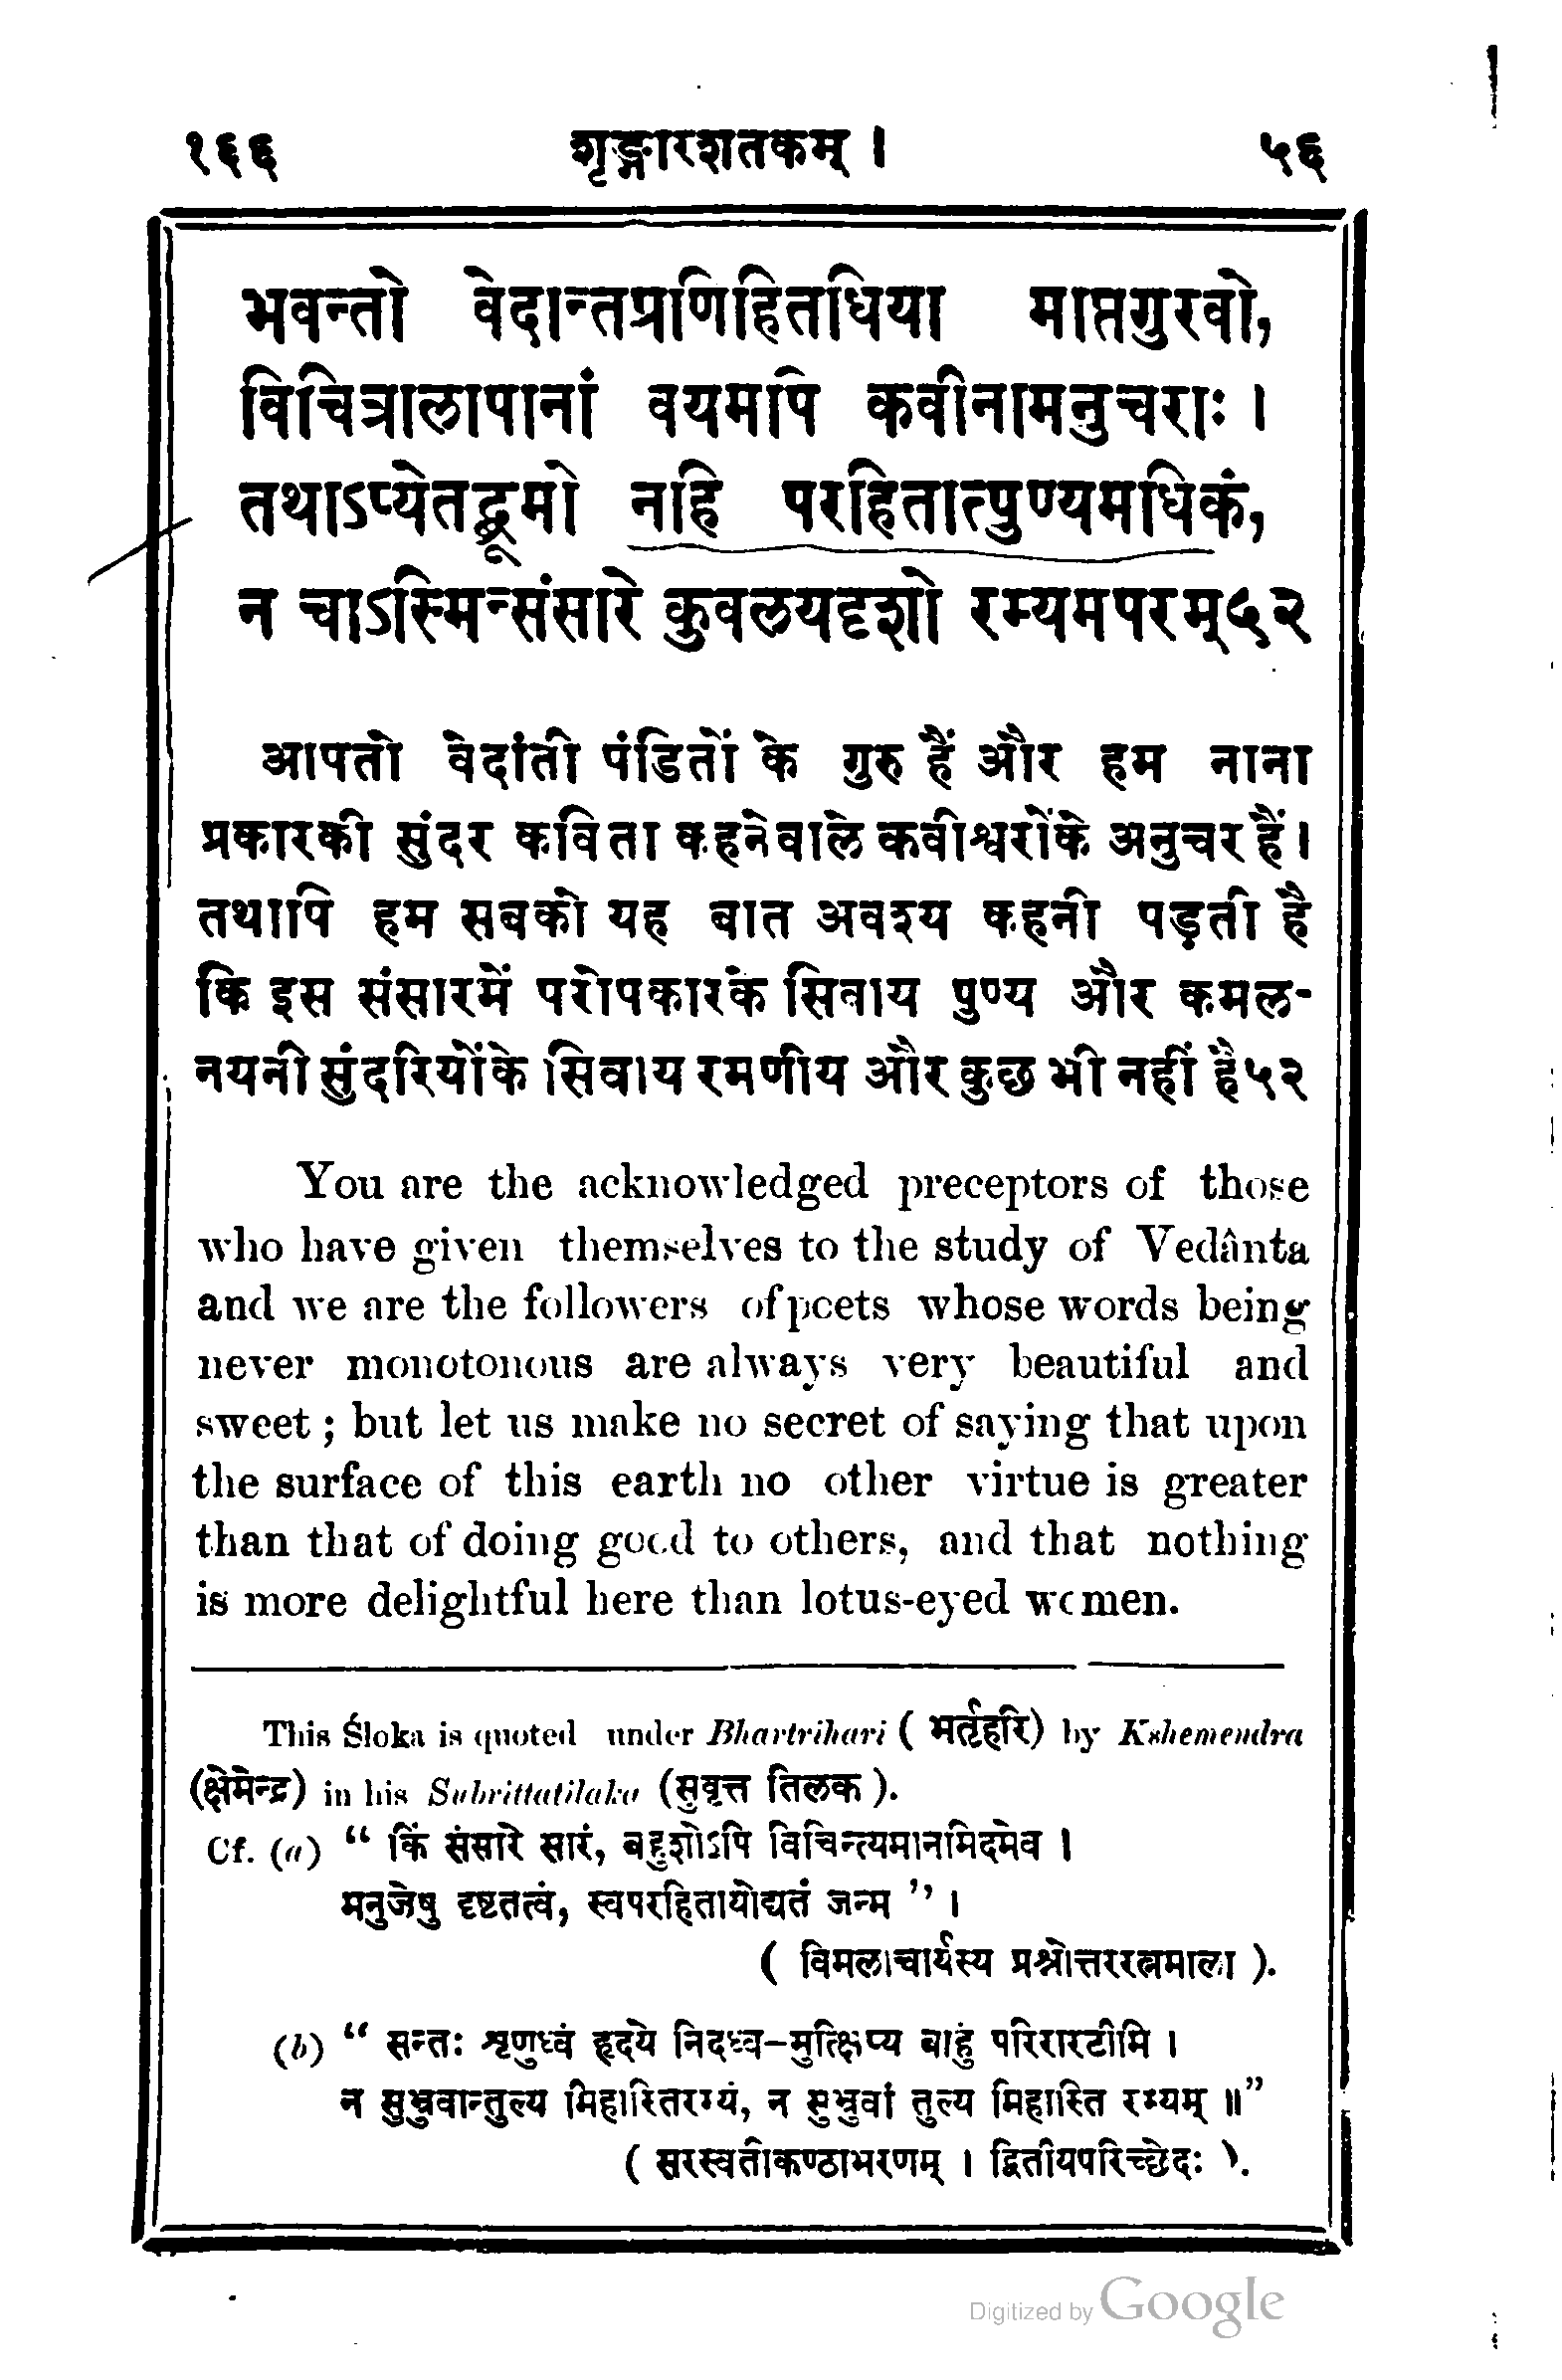 १६६ शृङ्गारशतकम् । ५६
भवन्तो वेदान्तप्रणिहितधिया माप्तगुरवो,
विचित्रालापानां वयमपि कवीनामनुचराः ।
तथाऽप्येतद्ब्रूमो नहि परहितात्पुण्यमधिकं,
न चाऽस्मिन्संसारे कुवलयदृशो रम्यमपरम्५२
आपतो वेदांती पंडितों के गुरु हैं और हम नाना
प्रकारकी सुंदर कविता कहनेवाले कवीश्वरोंके अनुचर हैं।
तथापि हम सबको यह बात अवश्य कहनी पड़ती है
कि इस संसारमें परोपकारके सिवाय पुण्य और कमल-
नयनी सुंदरियोंके सिवाय रमणीय और कुछ भी नहीं है५२
You are the acknowledged preceptors of those
who have given themselves to the study of Vedânta
and we are the followers of poets whose words being
never monotonous are always very beautiful and
sweet ; but let us make no secret of saying that upon
the surface of this earth no other virtue is greater
than that of doing good to others, and that nothing
is more delightful here than lotus-eyed women.
This Śloka is quoted under Bhartrihari ( भर्तृहरि) by Kshemendra
(क्षेमेन्द्र) in his Subrittatilaka (सुवृत्त तिलक ).
Cf. (a) “ किं संसारे सारं, बहुशोऽपि विचिन्त्यमानमिदमेव ।
मनुजेषु दृष्टतत्वं, स्वपरहितायोद्यतं जन्म ” ।
( विमलाचार्यस्य प्रश्नोत्तररत्नमाला ).
(b) “ सन्तः श्रृणुध्वं हृदये निदध्व-मुत्क्षिप्य बाहुं परिरारटीमि ।
न सुभ्रुवान्तुल्य मिहास्तिरम्यं, न सुभ्रुवां तुल्य मिहास्ति रम्यम् ॥”
( सरस्वतीकण्ठाभरणम् । द्वितीयपरिच्छेदः ).
Digitized by Google